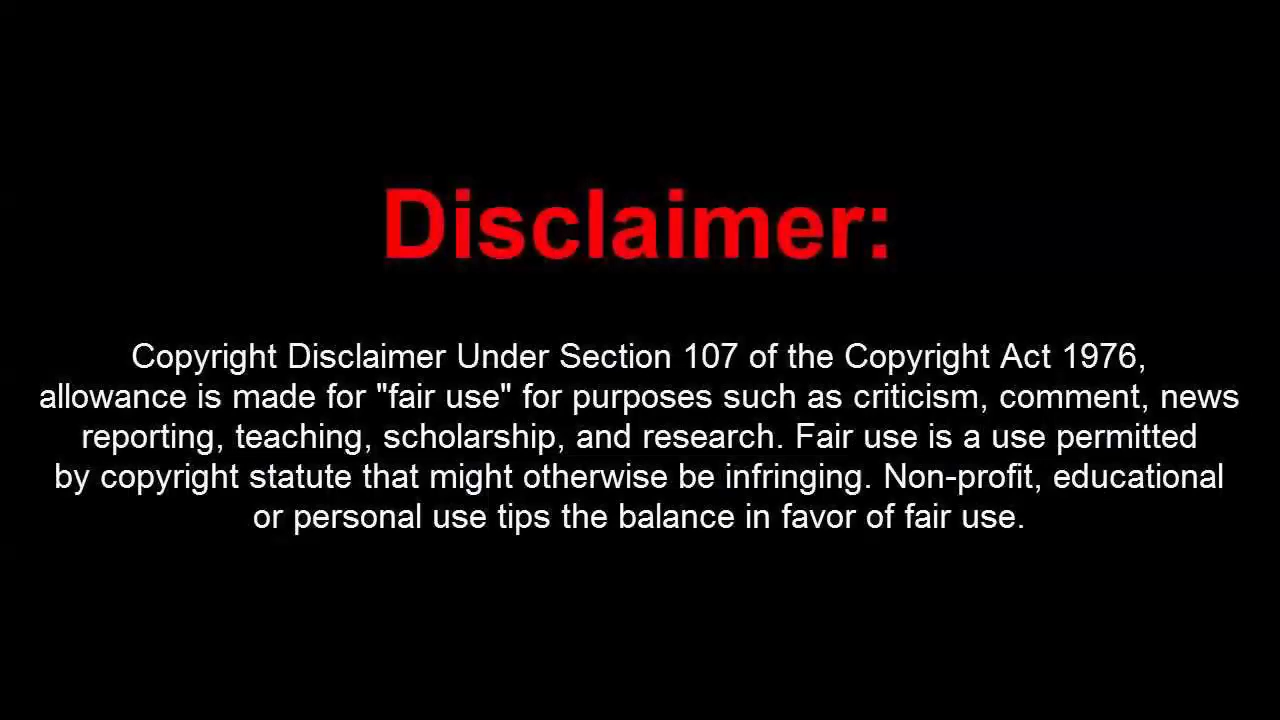 Disclaimer:
Copyright Disclaimer Under Section 107 of the Copyright Act 1976,
allowance is made for "fair use" for purposes such as criticism, comment, news
reporting, teaching, scholarship, and research. Fair use is a use permitted
by copyright statute that might otherwise be infringing. Non-profit, educational
or personal use tips the balance in favor of fair use.